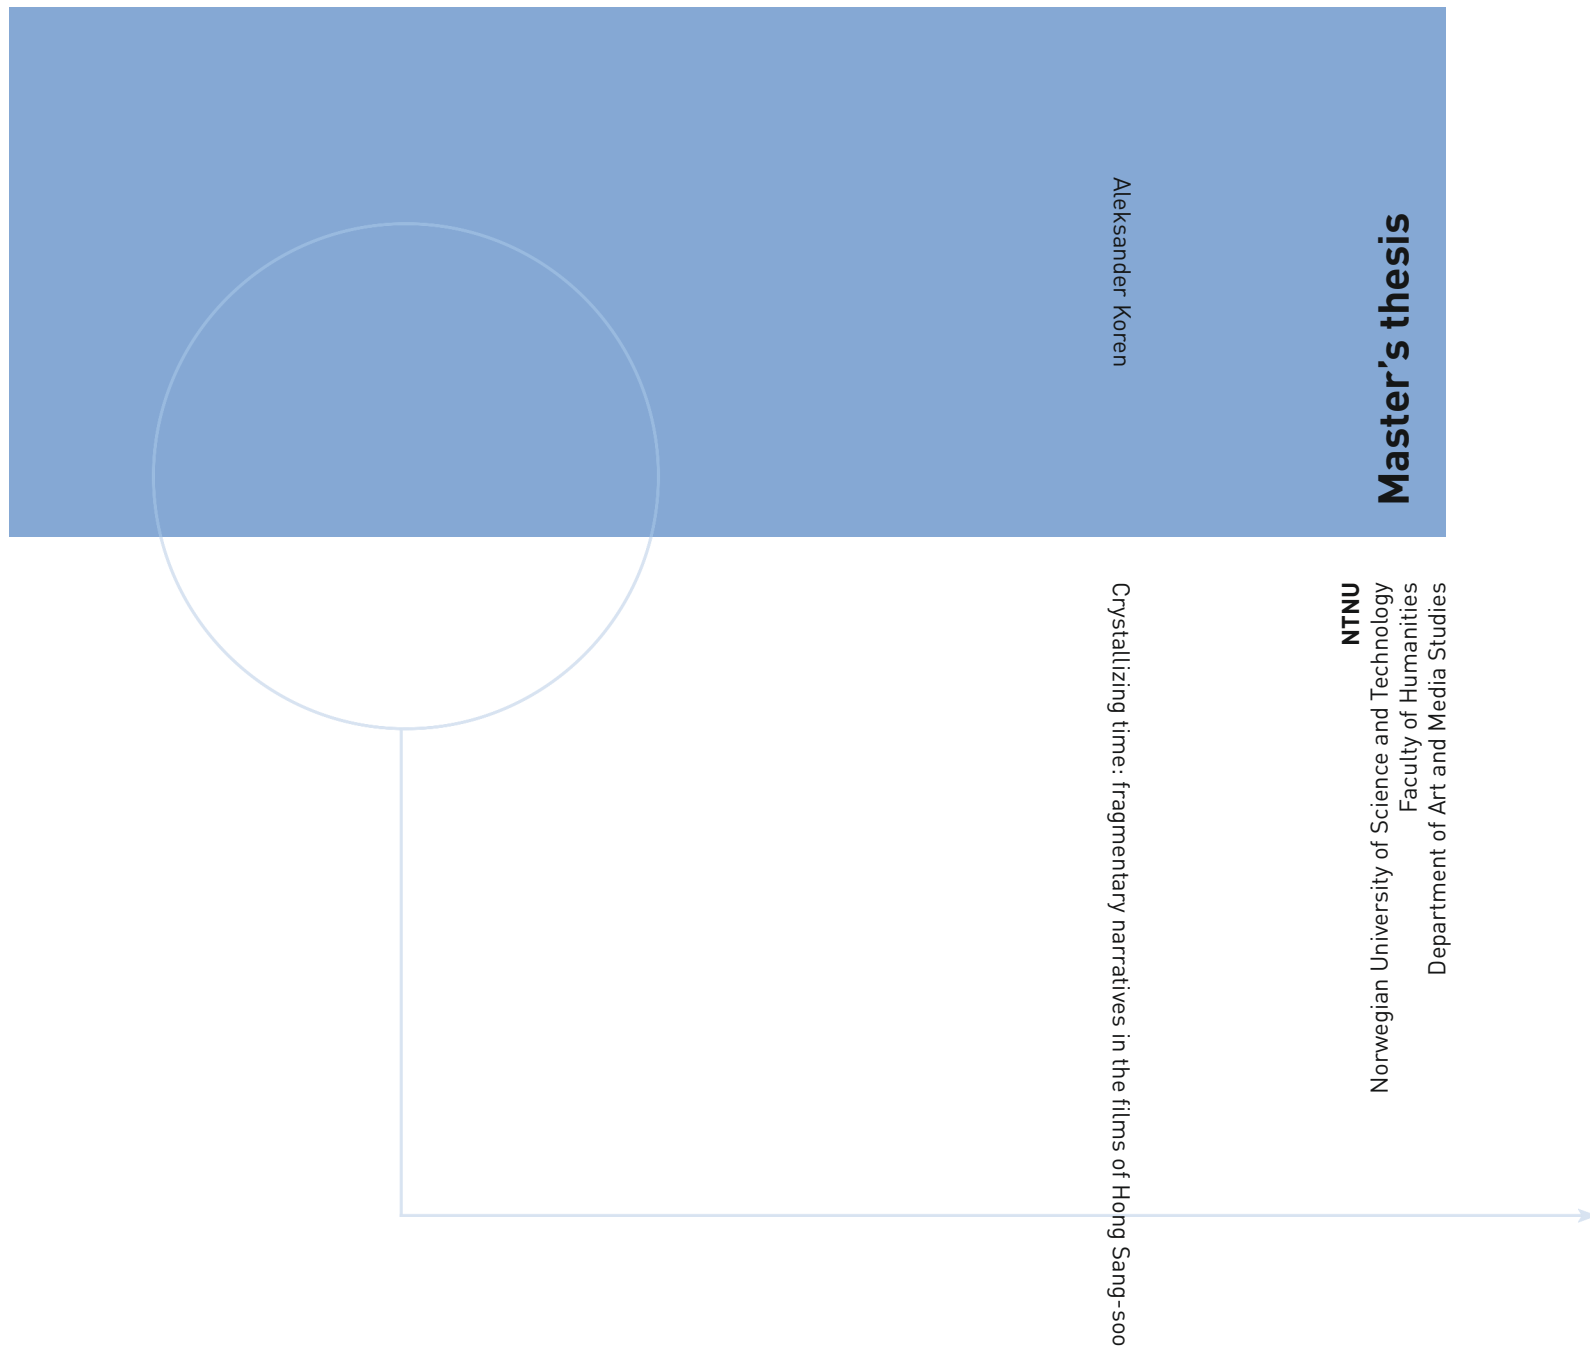 Aleksander Koren
Crystallizing time: fragmentary narratives in the films of Hong Sang-soo
Master's thesis
NTNU
Norwegian University of Science and Technology
Faculty of Humanities
Department of Art and Media Studies